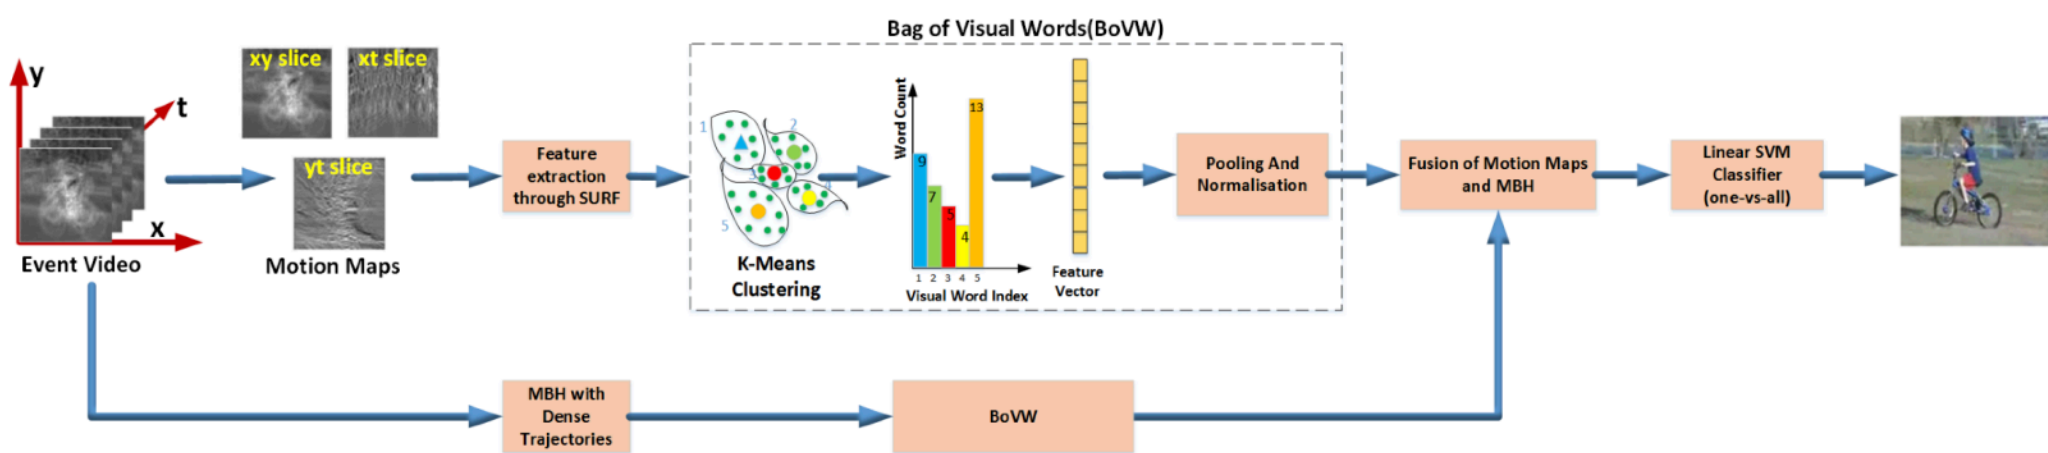 Bag of Visual Words(BoVW)
y
t
x
Event Video
xy slice
xt slice
yt slice
Motion Maps
Feature
extraction
through SURF
1
2
3
4
5
K-Means
Clustering
Word Count
9
7
5
4
13
1 2 3 4 5
Visual Word Index
Feature
Vector
Pooling And
Normalisation
Fusion of Motion Maps
and MBH
Linear SVM
Classifier
(one-vs-all)
MBH with
Dense
Trajectories
BoVW